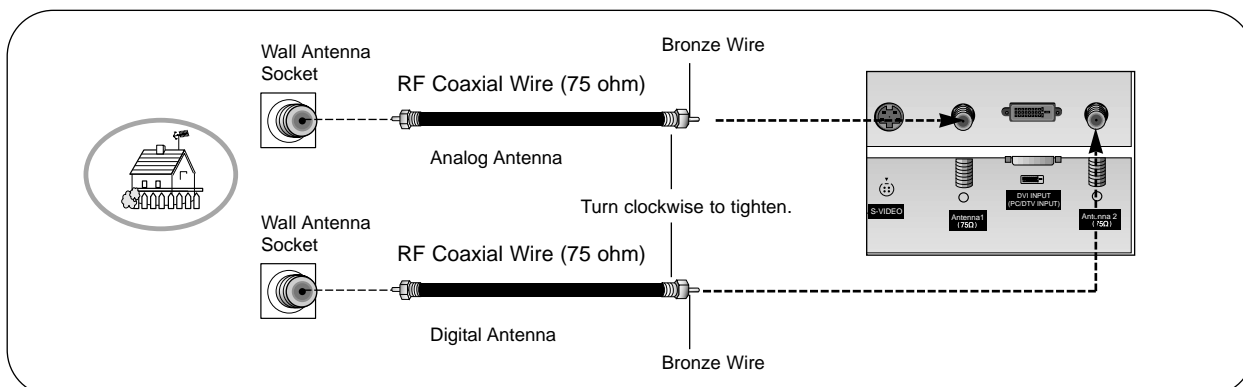 Wall Antenna
Socket
RF Coaxial Wire (75 ohm)
Bronze Wire
Analog Antenna
Turn clockwise to tighten.
Wall Antenna
Socket
RF Coaxial Wire (75 ohm)
Digital Antenna
Bronze Wire
S-VIDEO
Antenna1
(75Ω)
DVI INPUT
(PC/DTV INPUT)
Antenna 2
(75Ω)